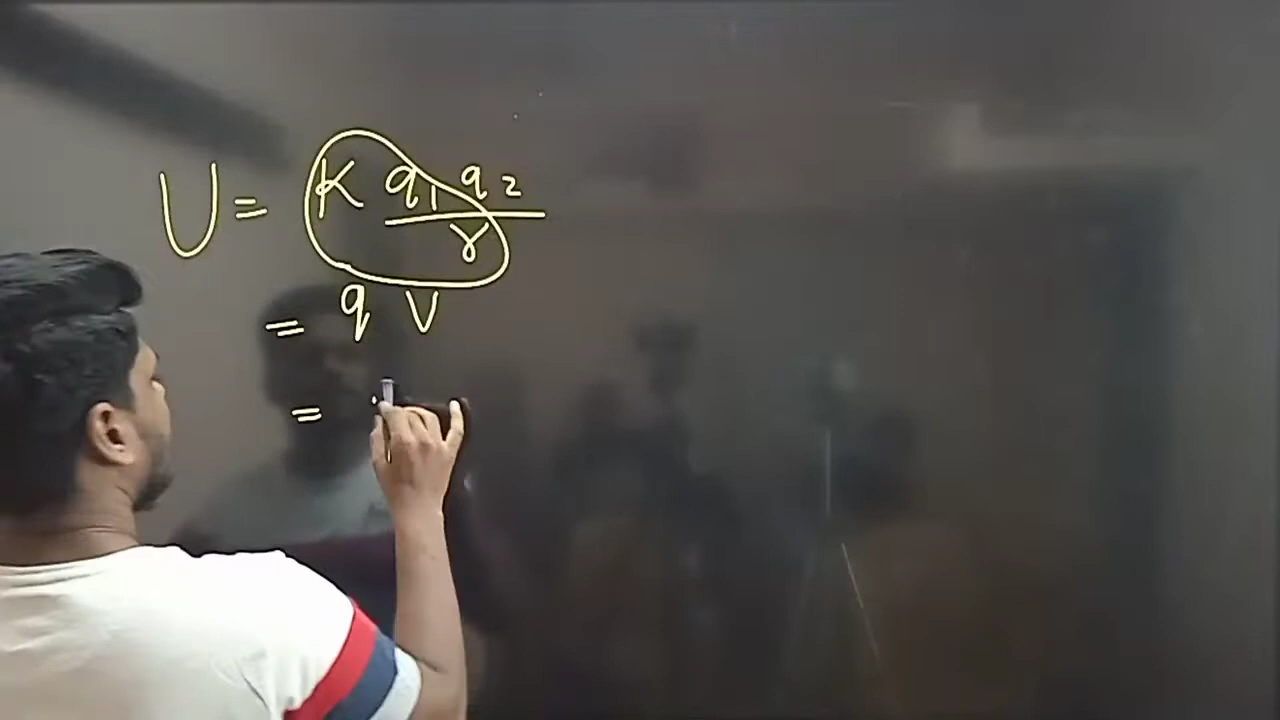 U = K q₁ q₂ / r
= q V
=